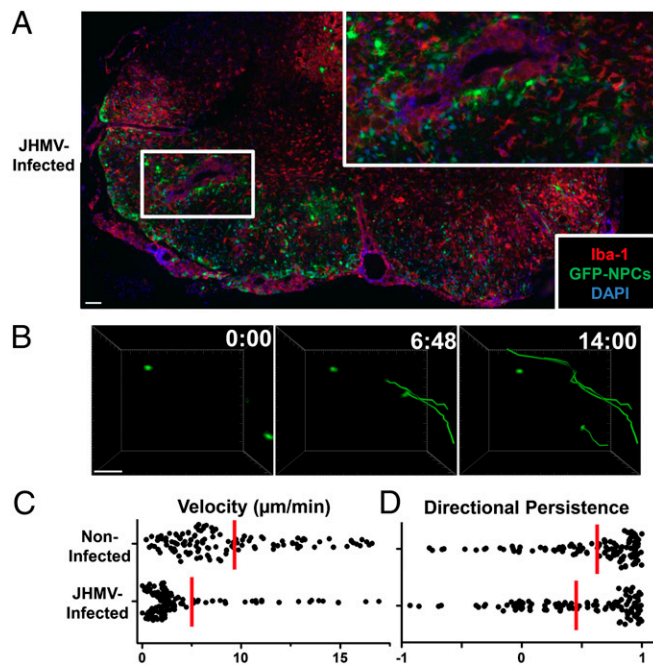 A
JHMV-
Infected
Iba-1
GFP-NPCs
DAPI
B
0:00
6:48
14:00
C
Velocity (µm/min)
D
Directional Persistence
Non-
Infected
JHMV-
Infected
0
10
15
-1
0
1